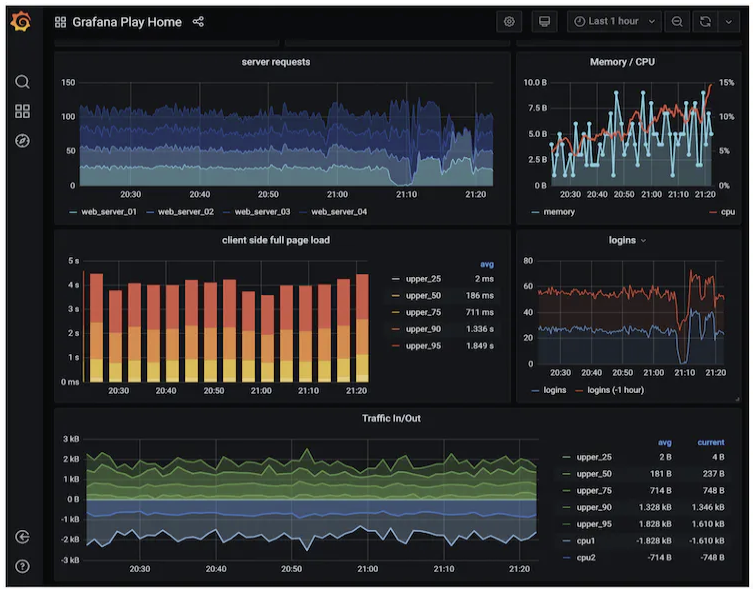 Grafana Play Home
Last 1 hour
server requests
150
100
50
0
20:30 20:40 20:50 21:00 21:10 21:20
web_server_01 web_server_02 web_server_03 web_server_04
Memory / CPU
10.0 B 15%
7.5 B
10%
5.0 B
5%
2.5 B
0 B 0%
20:30 20:40 20:50 21:00 21:10 21:20
memory cpu
client side full page load
5 s
4 s
3 s
2 s
1 s
0 ms
20:30 20:40 20:50 21:00 21:10 21:20
avg
upper_25 2 ms
upper_50 186 ms
upper_75 711 ms
upper_90 1.336 s
upper_95 1.849 s
logins
80
60
40
20
0
20:30 20:40 20:50 21:00 21:10 21:20
logins logins (-1 hour)
Traffic In/Out
3 kB
2 kB
1 kB
0 B
-1 kB
-2 kB
-3 kB
20:30 20:40 20:50 21:00 21:10 21:20
avg current
upper_25 2 B 4 B
upper_50 181 B 237 B
upper_75 714 B 748 B
upper_90 1.328 kB 1.346 kB
upper_95 1.828 kB 1.610 kB
cpu1 -1.828 kB -1.610 kB
cpu2 -714 B -748 B